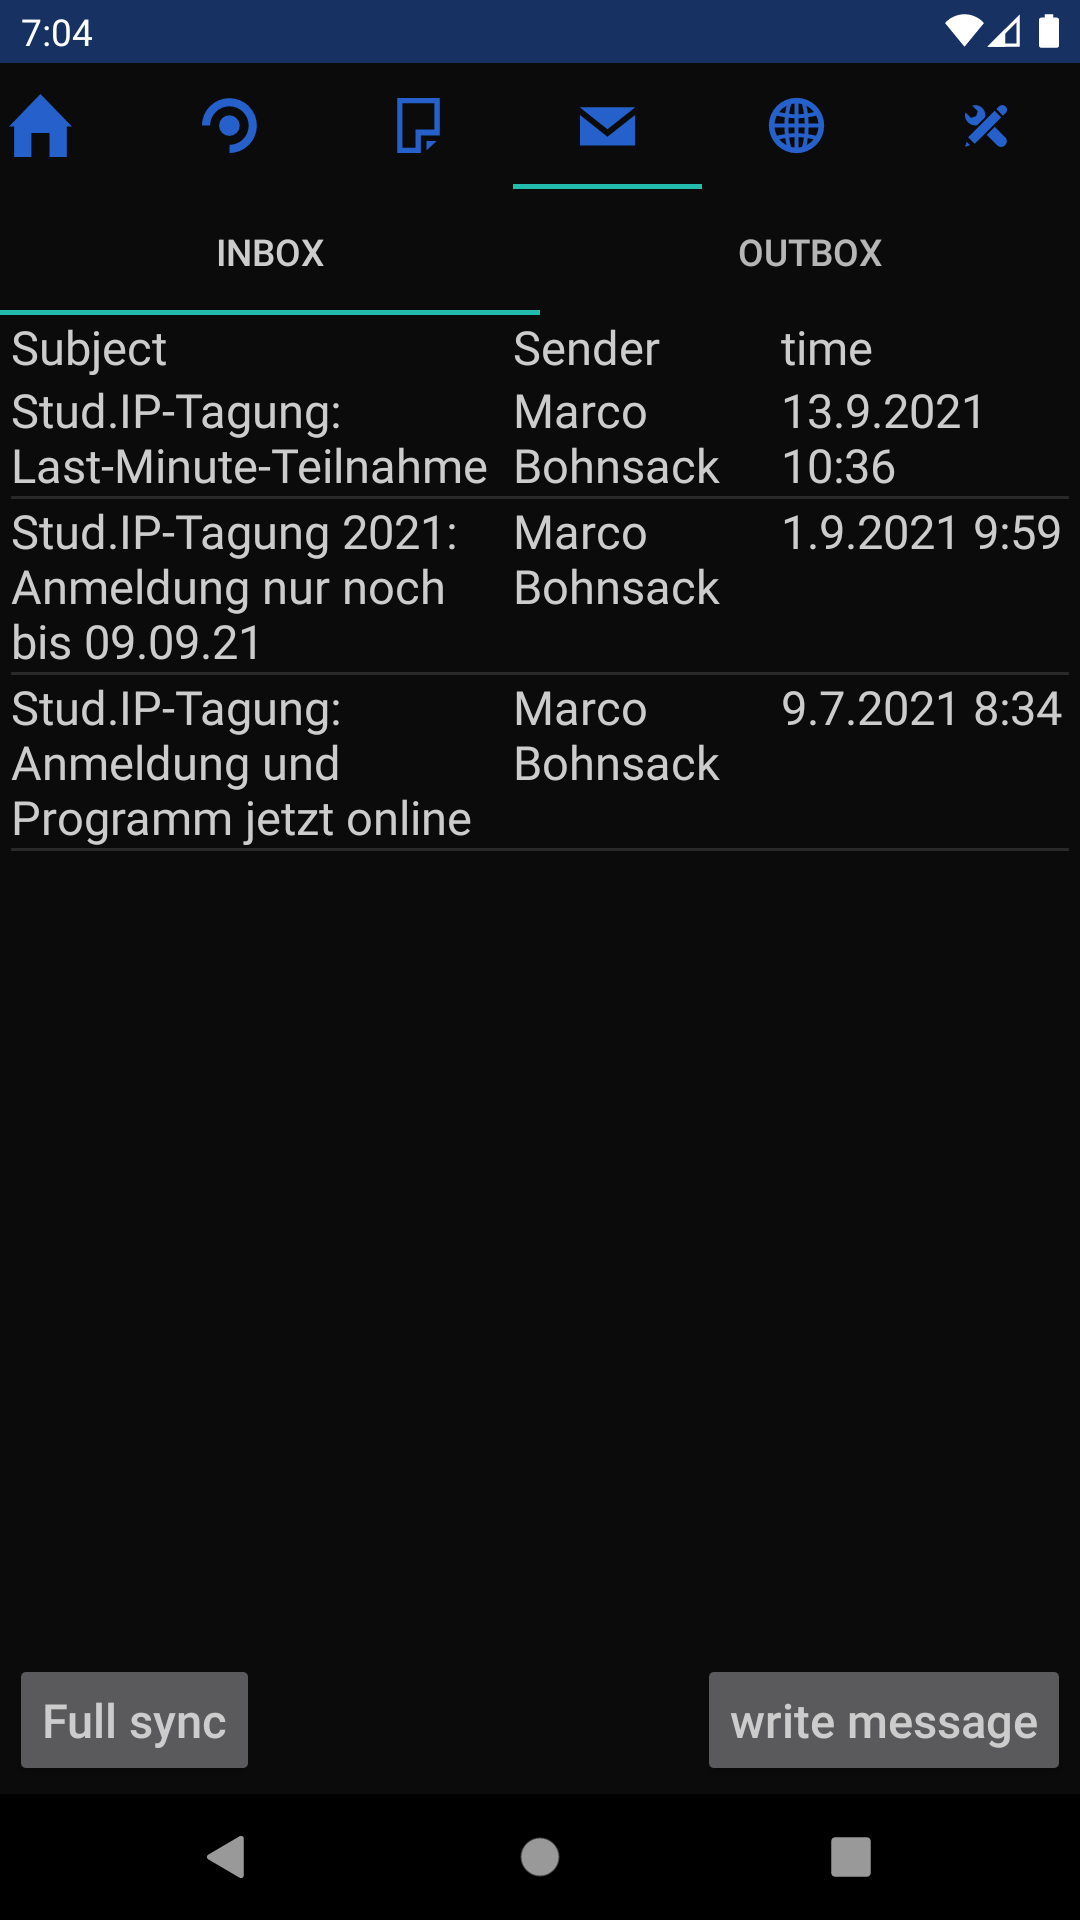 7:04
INBOX OUTBOX
Subject Sender time
Stud.IP-Tagung: Marco 13.9.2021
Last-Minute-Teilnahme Bohnsack 10:36
Stud.IP-Tagung 2021: Marco 1.9.2021 9:59
Anmeldung nur noch Bohnsack
bis 09.09.21
Stud.IP-Tagung: Marco 9.7.2021 8:34
Anmeldung und Bohnsack
Programm jetzt online
Full sync write message